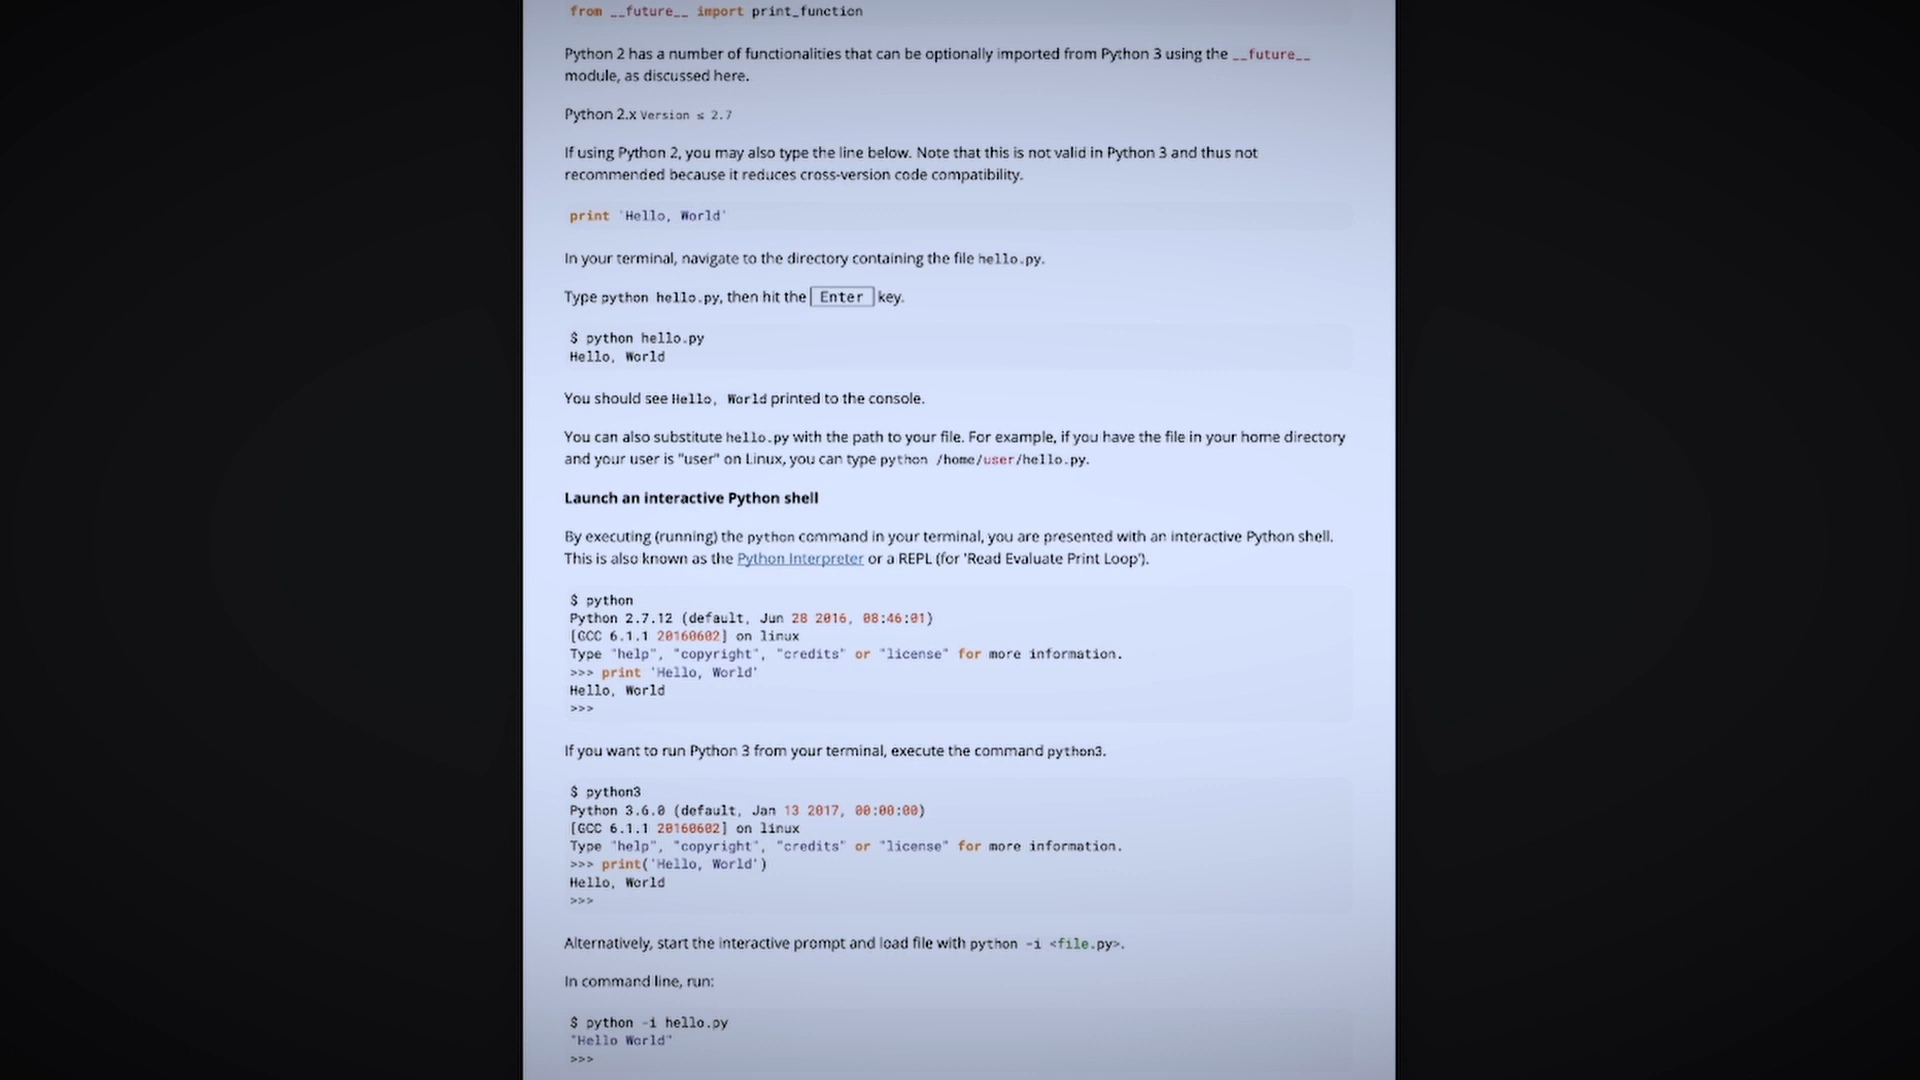 from __future__ import print_function
Python 2 has a number of functionalities that can be optionally imported from Python 3 using the __future__
module, as discussed here.
Python 2.x Version ≤ 2.7
If using Python 2, you may also type the line below. Note that this is not valid in Python 3 and thus not
recommended because it reduces cross-version code compatibility.
print 'Hello, World'
In your terminal, navigate to the directory containing the file hello.py.
Type python hello.py, then hit the Enter key.
$ python hello.py
Hello, World
You should see Hello, World printed to the console.
You can also substitute hello.py with the path to your file. For example, if you have the file in your home directory
and your user is "user" on Linux, you can type python /home/user/hello.py.
Launch an interactive Python shell
By executing (running) the python command in your terminal, you are presented with an interactive Python shell.
This is also known as the Python Interpreter or a REPL (for 'Read Evaluate Print Loop').
$ python
Python 2.7.12 (default, Jun 28 2016, 08:46:01)
[GCC 6.1.1 20160602] on linux
Type "help", "copyright", "credits" or "license" for more information.
>>> print 'Hello, World'
Hello, World
>>>
If you want to run Python 3 from your terminal, execute the command python3.
$ python3
Python 3.6.0 (default, Jan 13 2017, 00:00:00)
[GCC 6.1.1 20160602] on linux
Type "help", "copyright", "credits" or "license" for more information.
>>> print('Hello, World')
Hello, World
>>>
Alternatively, start the interactive prompt and load file with python -i <file.py>.
In command line, run:
$ python -i hello.py
"Hello World"
>>>